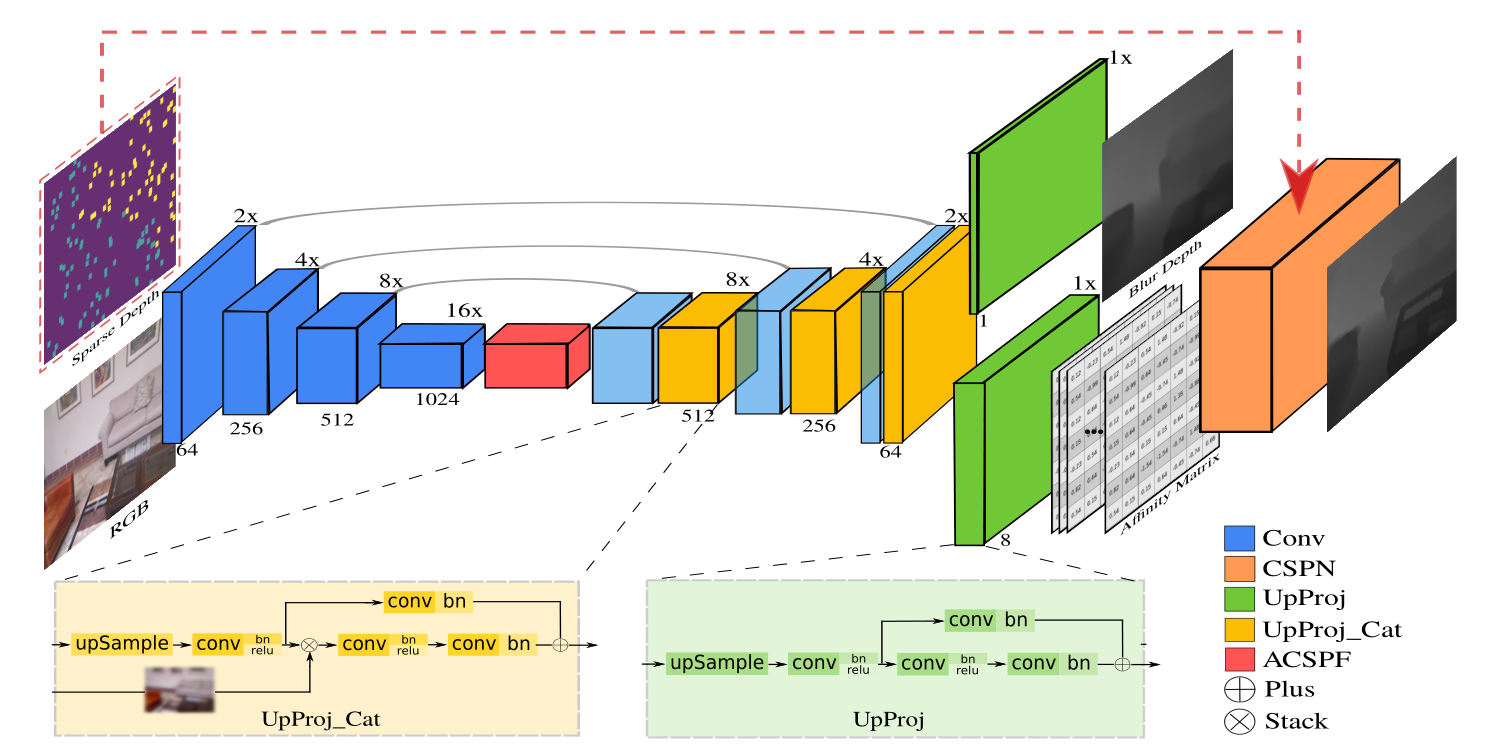 1x
2x
2x
4x
8x
16x
8x
4x
1x
Sparse Depth
Blur Depth
64
256
512
1024
512
256
64
1
8
RGB
Affinity Matrix
Conv
CSPN
UpProj
UpProj_Cat
ACSPF
Plus
Stack
conv bn
upSample conv bn relu conv bn relu conv bn
UpProj_Cat
conv bn
upSample conv bn relu conv bn relu conv bn
UpProj